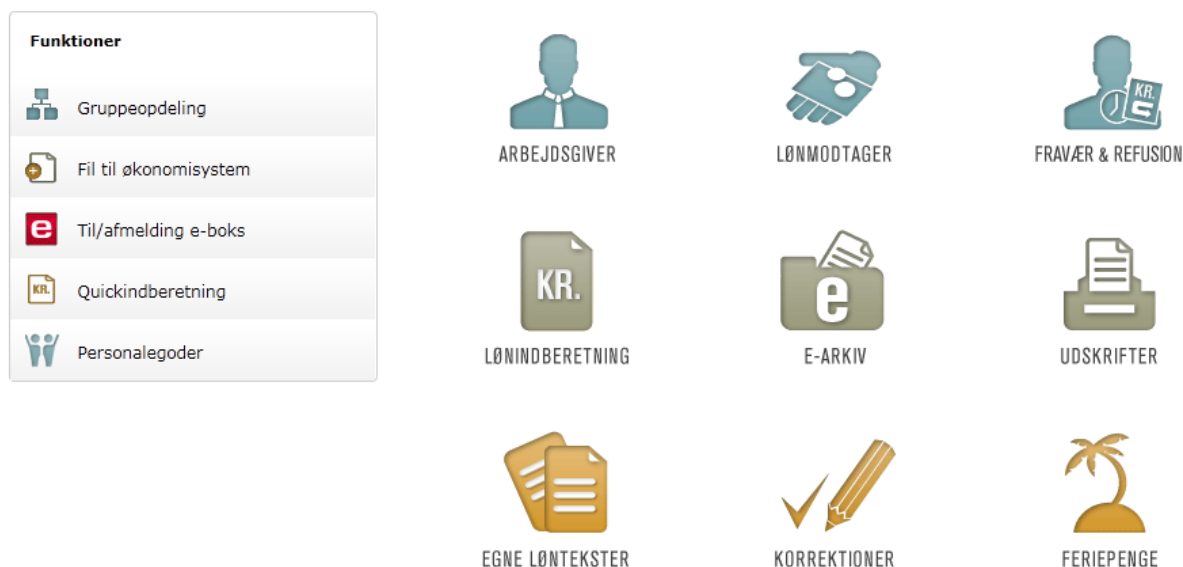 Funktioner
Gruppeopdeling
Fil til økonomisystem
e
Til/afmelding e-boks
KR.
Quickindberetning
Personalegoder
ARBEJDSGIVER
LØNMODTAGER
KR.
FRAVÆR & REFUSION
KR.
LØNINDBERETNING
e
E-ARKIV
UDSKRIFTER
EGNE LØNTEKSTER
KORREKTIONER
FERIEPENGE